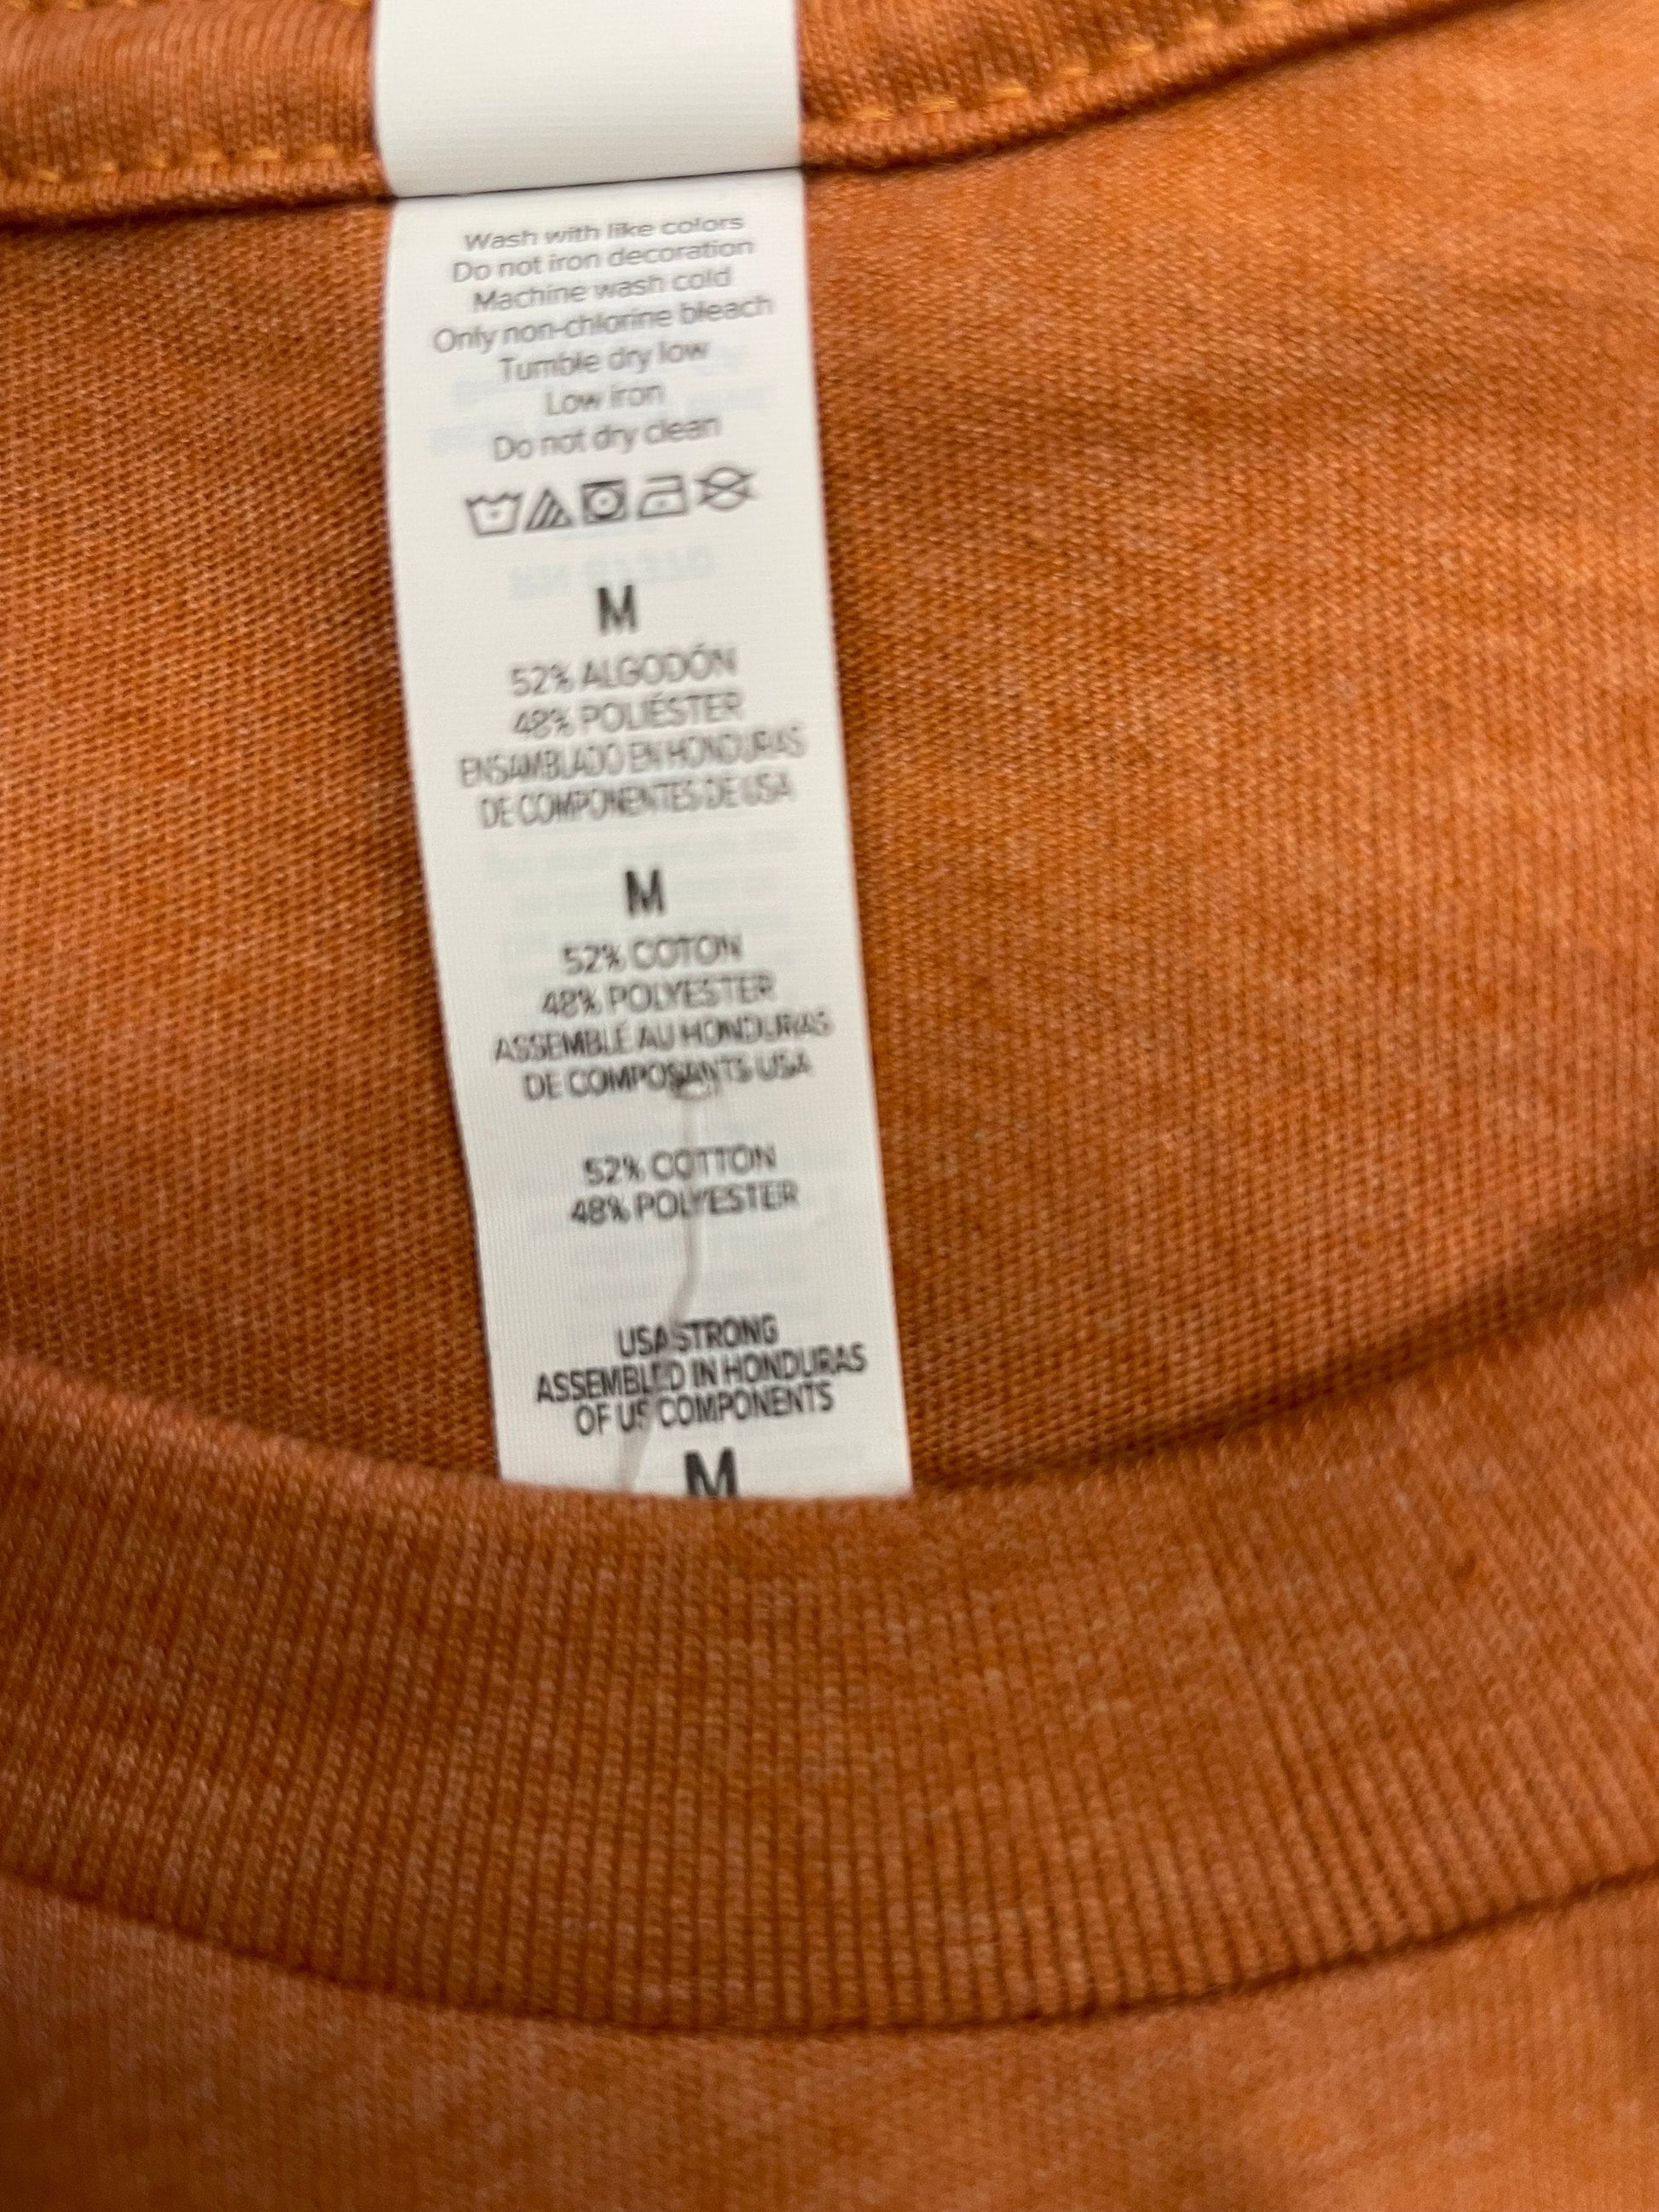 Wash with like colors
Do not iron decoration
Machine wash cold
Only non-chlorine bleach
Tumble dry low
Low iron
Do not dry clean
M
52% ALGODÓN
48% POLIÉSTER
ENSAMBLADO EN HONDURAS
DE COMPONENTES DE USA
M
52% COTON
48% POLYESTER
ASSEMBLÉ AU HONDURAS
DE COMPOSANTS USA
52% COTTON
48% POLYESTER
USA STRONG
ASSEMBLED IN HONDURAS
OF US COMPONENTS
M